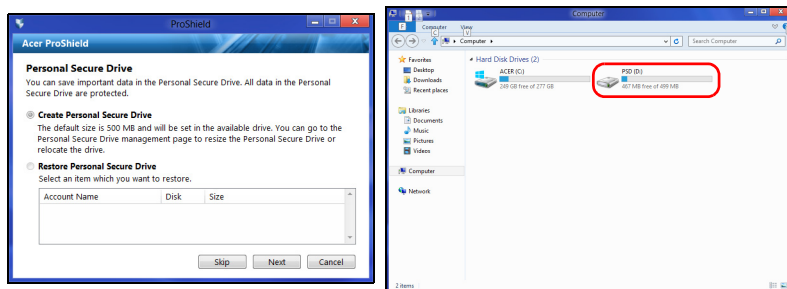 ProShield
Acer ProShield
Personal Secure Drive
You can save important data in the Personal Secure Drive. All data in the Personal
Secure Drive are protected.
Create Personal Secure Drive
The default size is 500 MB and will be set in the available drive. You can go to the
Personal Secure Drive management page to resize the Personal Secure Drive or
relocate the drive.
Restore Personal Secure Drive
Select an item which you want to restore.
Account Name Disk Size
Skip Next Cancel
Computer
F Computer View
C V
Computer
Search Computer
Favorites
Desktop
Downloads
Recent places
Libraries
Documents
Music
Pictures
Videos
Computer
Network
Hard Disk Drives (2)
ACER (C:)
249 GB free of 277 GB
PSD (D:)
467 MB free of 499 MB
2 items